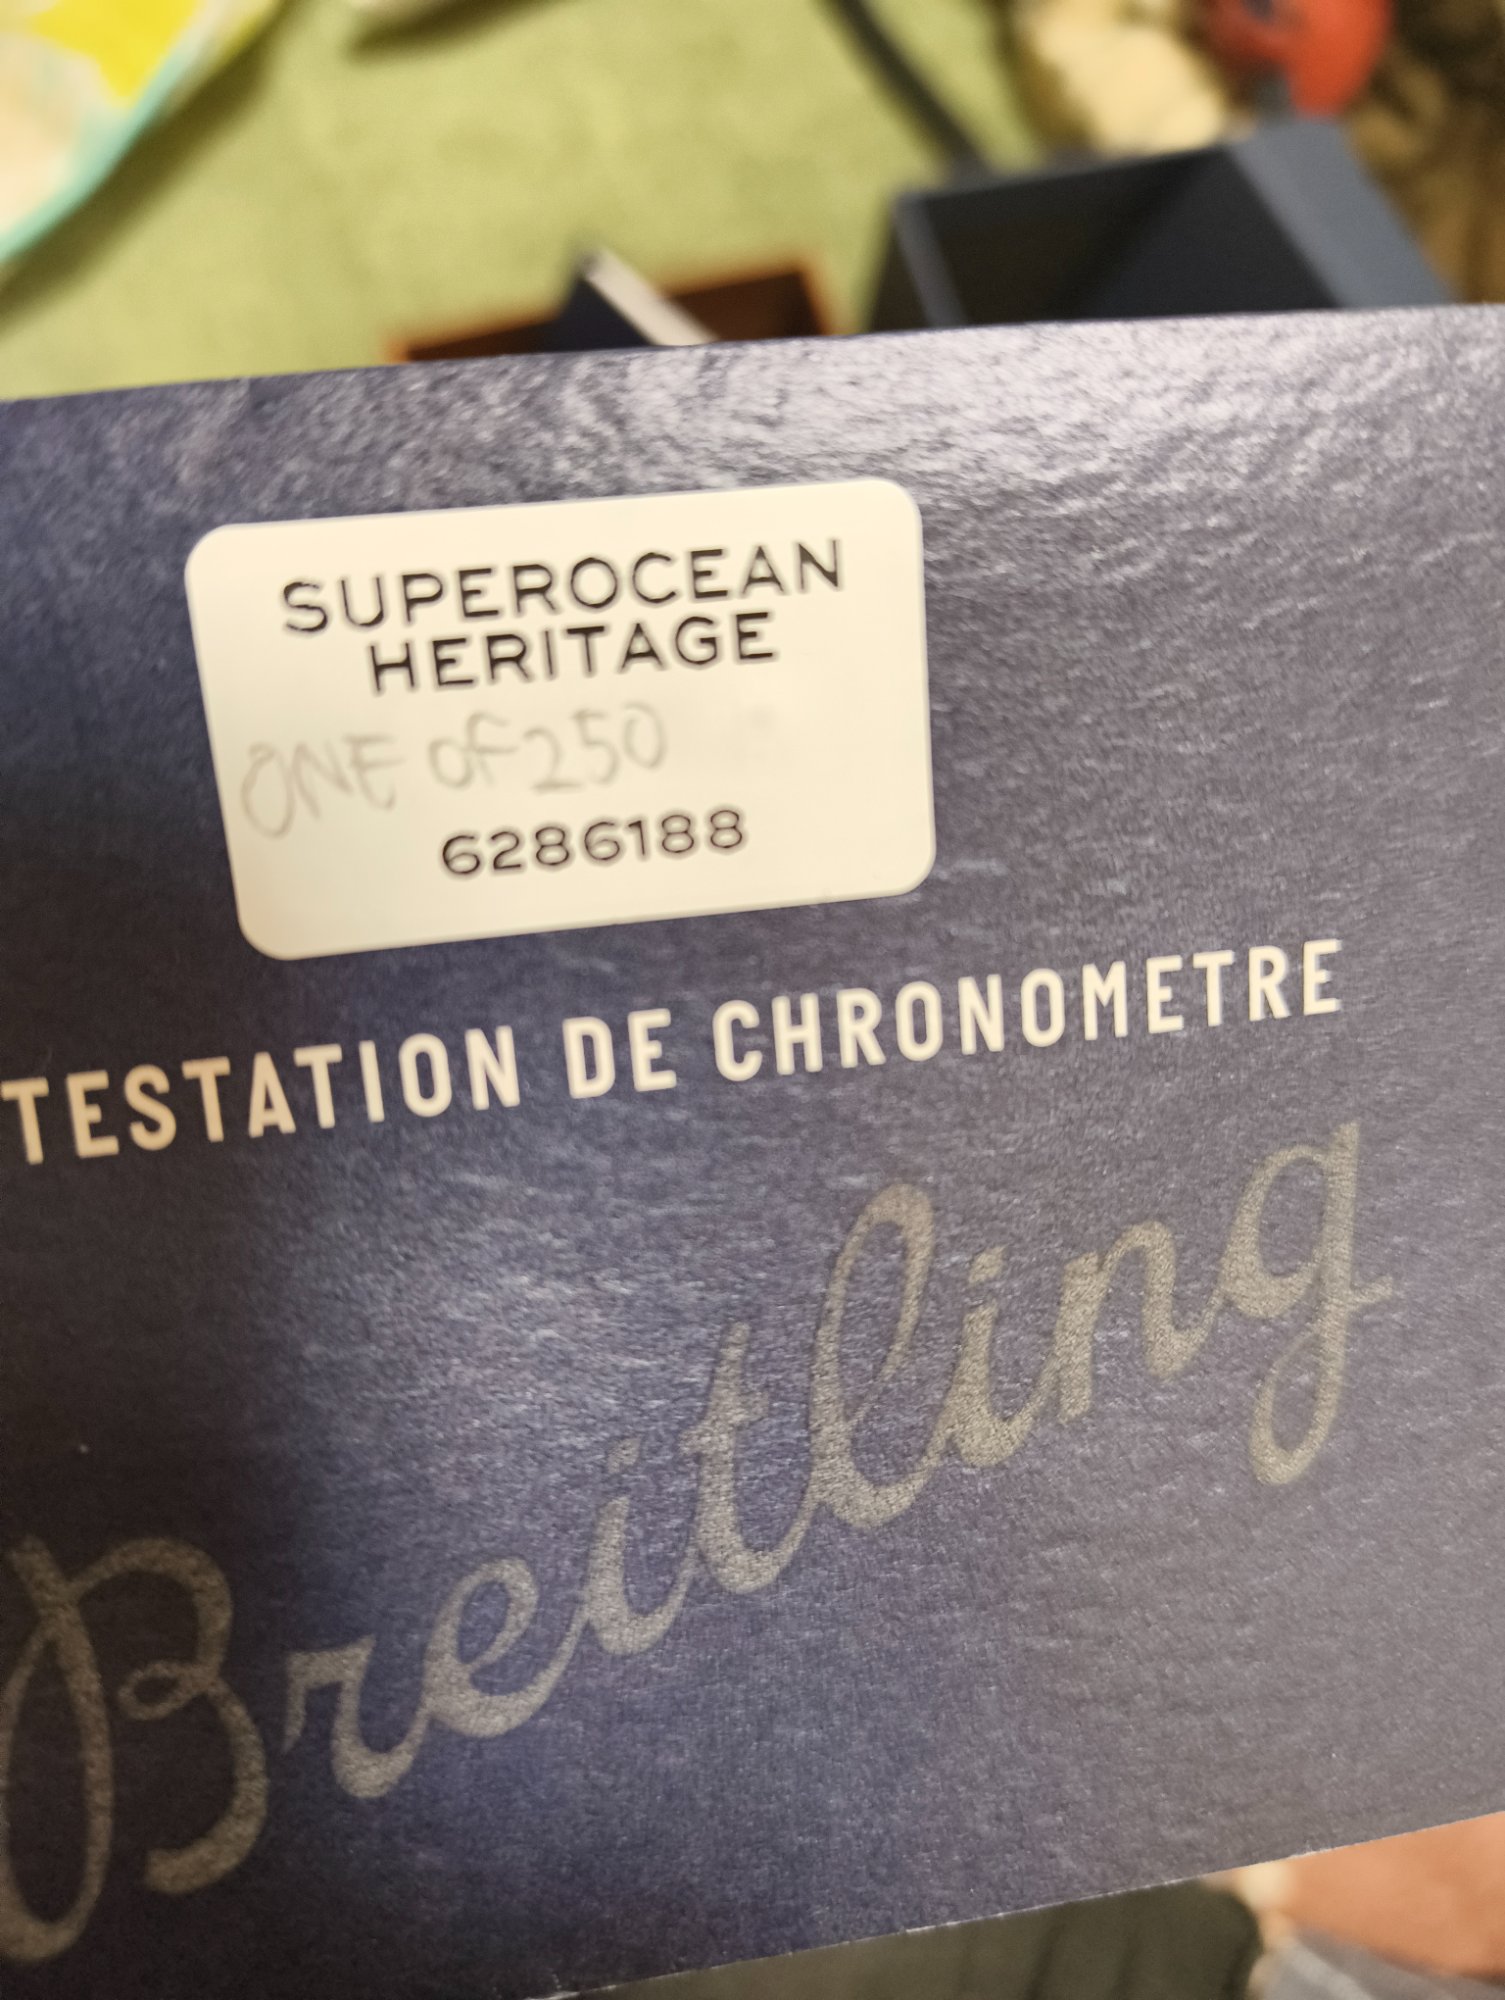 SUPEROCEAN
HERITAGE
ONE OF 250
6286188
TESTATION DE CHRONOMETRE
Breitling